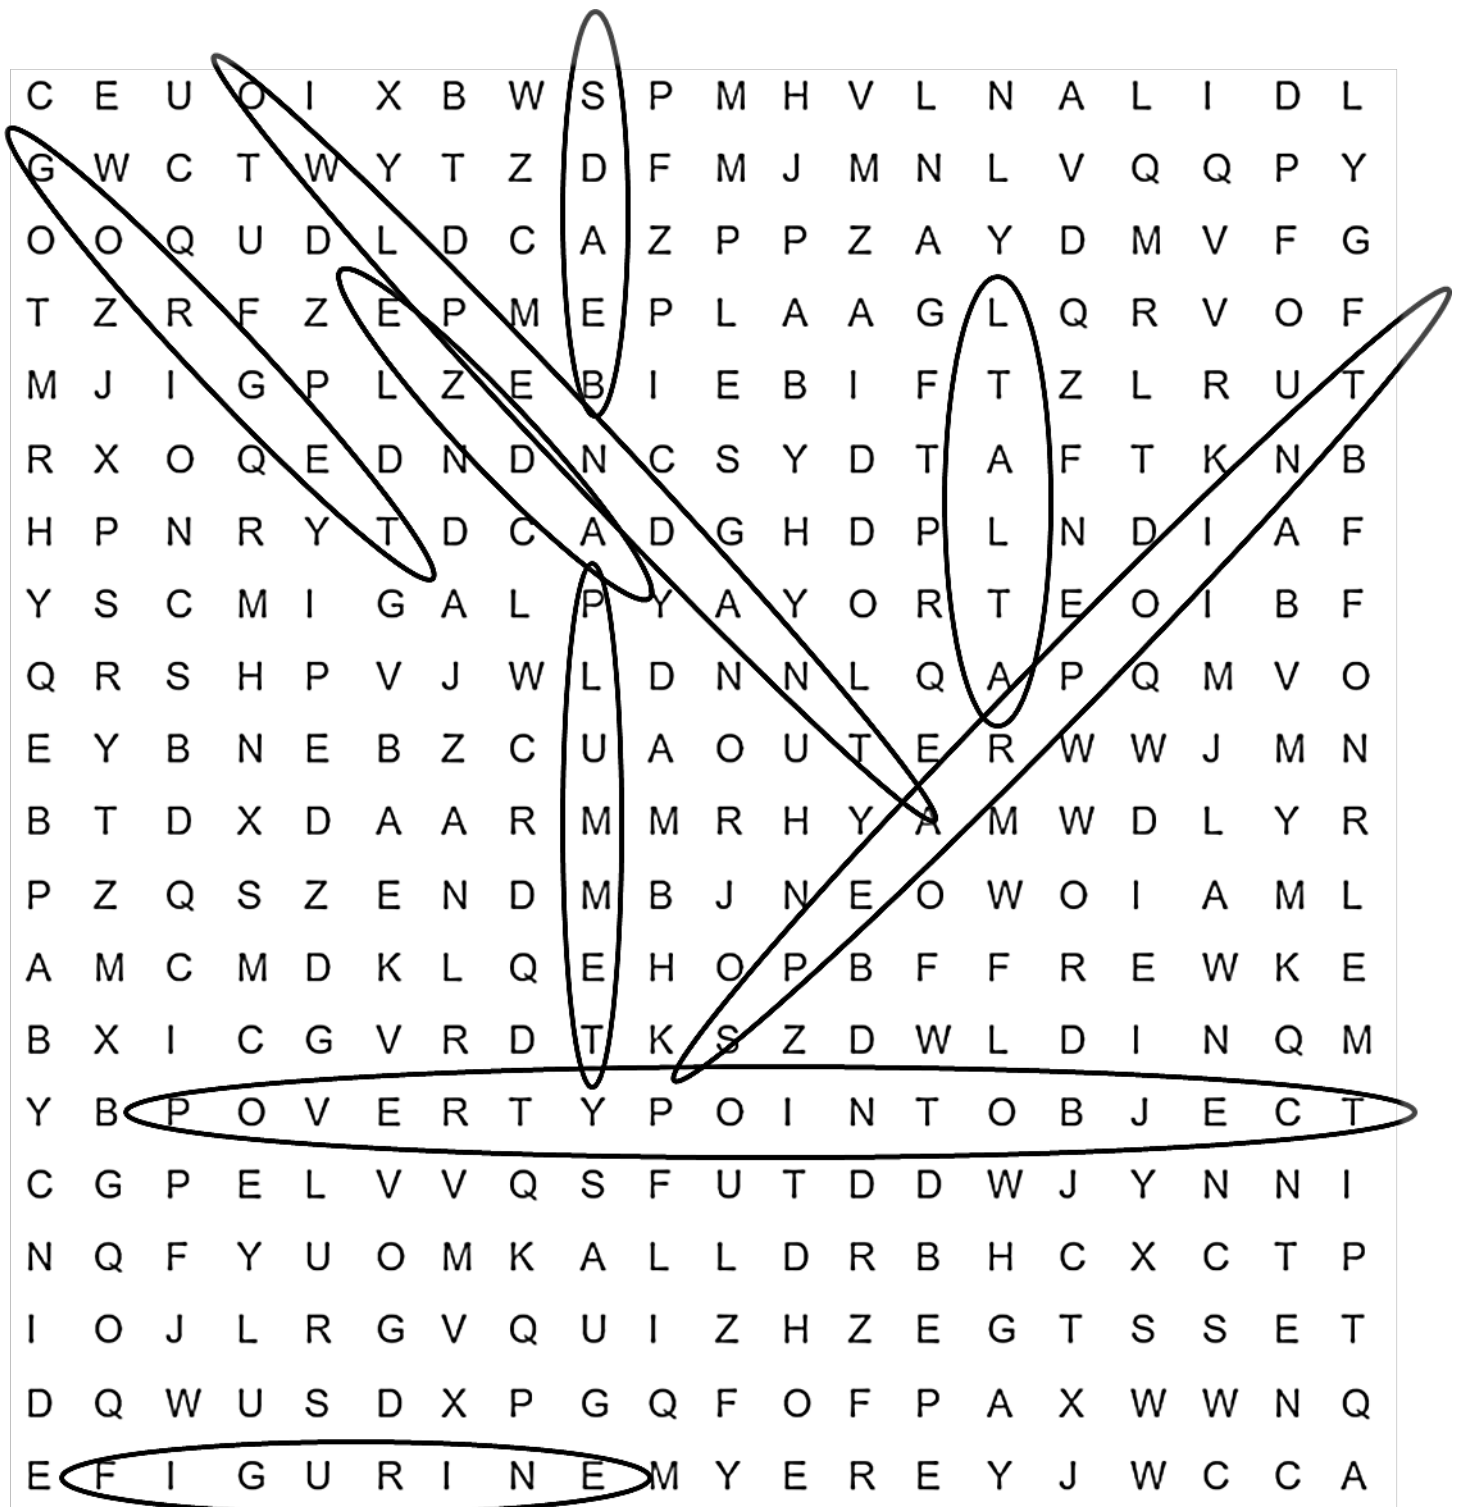 C E U O I X B W S P M H V L N A L I D L
G W C T W Y T Z D F M J M N L V Q Q P Y
O O Q U D L D C A Z P P Z A Y D M V F G
T Z R F Z E P M E P L A A G L Q R V O F
M J I G P L Z E B I E B I F T Z L R U T
R X O Q E D N D N C S Y D T A F T K N B
H P N R Y T D C A D G H D P L N D I A F
Y S C M I G A L P Y A Y O R T E O I B F
Q R S H P V J W L D N N L Q A P Q M V O
E Y B N E B Z C U A O U T E R W W J M N
B T D X D A A R M M R H Y A M W D L Y R
P Z Q S Z E N D M B J N E O W O I A M L
A M C M D K L Q E H O P B F F R E W K E
B X I C G V R D T K S Z D W L D I N Q M
Y B P O V E R T Y P O I N T O B J E C T
C G P E L V V Q S F U T D D W J Y N N I
N Q F Y U O M K A L L D R B H C X C T P
I O J L R G V Q U I Z H Z E G T S S E T
D Q W U S D X P G Q F O F P A X W W N Q
E F I G U R I N E M Y E R E Y J W C C A